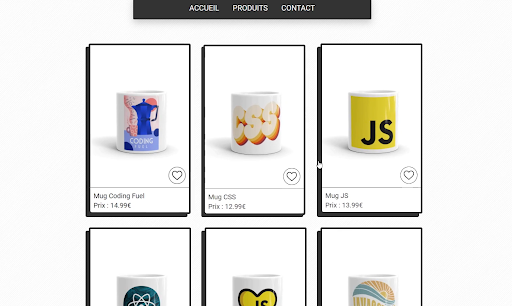 ACCUEIL PRODUITS CONTACT
CODING
FUEL
CSS
JS
Mug Coding Fuel
Prix : 14.99€
Mug CSS
Prix : 12.99€
Mug JS
Prix : 13.99€
JS